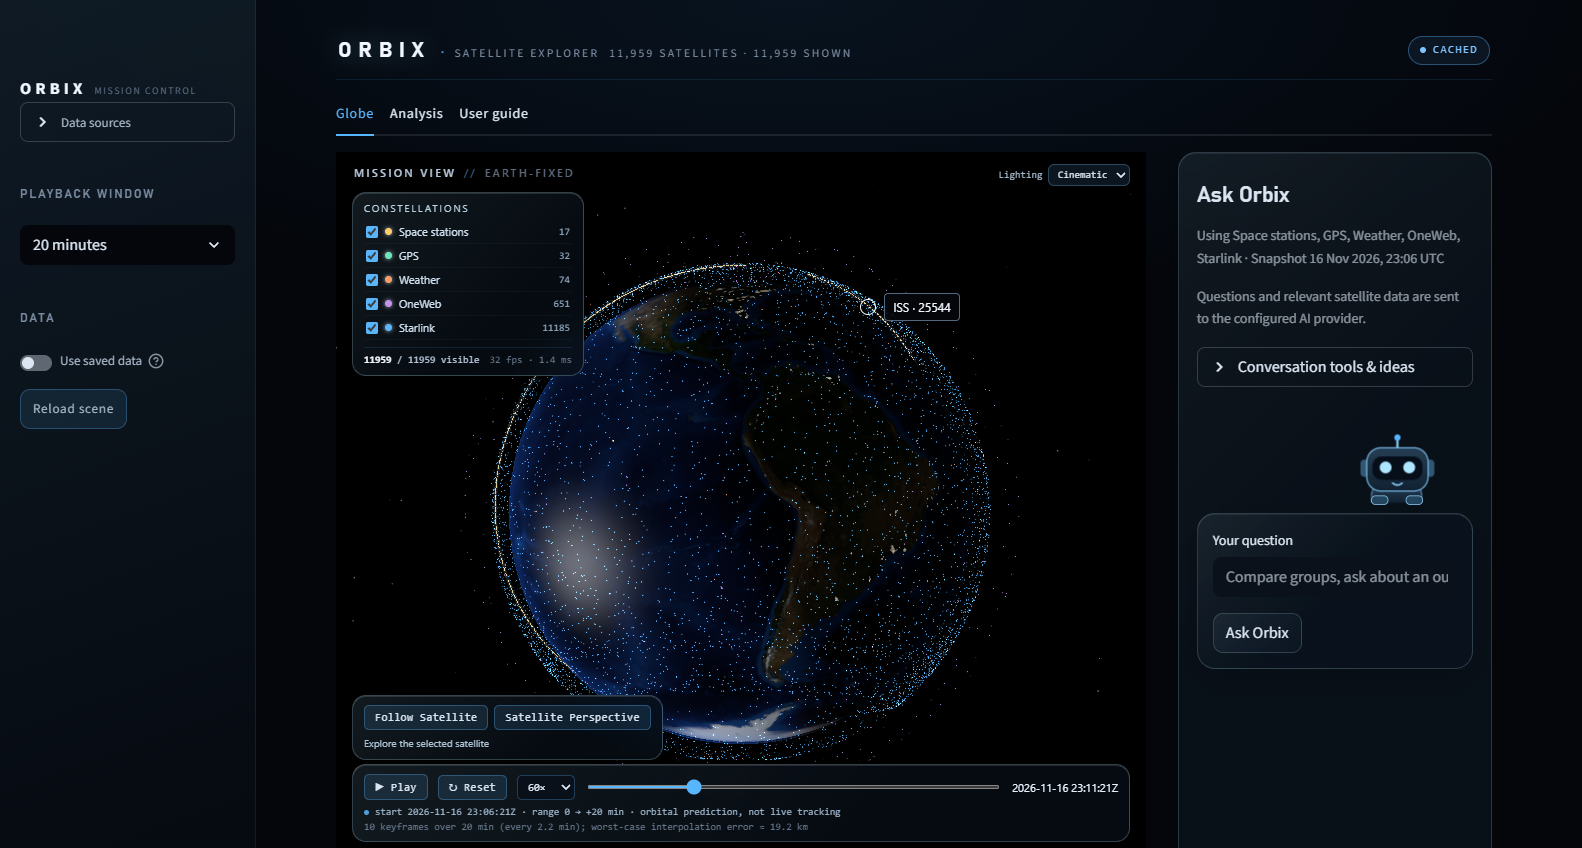 ORBIX MISSION CONTROL
Data sources
PLAYBACK WINDOW
20 minutes
DATA
Use saved data ?
Reload scene
ORBIX · SATELLITE EXPLORER 11,959 SATELLITES · 11,959 SHOWN
CACHED
Globe Analysis User guide
MISSION VIEW // EARTH-FIXED
Lighting Cinematic
CONSTELLATIONS
Space stations 17
GPS 32
Weather 74
OneWeb 651
Starlink 11185
11959 / 11959 visible 32 fps · 1.4 ms
ISS · 25544
Follow Satellite Satellite Perspective
Explore the selected satellite
▶ Play ↻ Reset 60× 2026-11-16 23:11:21Z
start 2026-11-16 23:06:21Z · range 0 → +20 min · orbital prediction, not live tracking
10 keyframes over 20 min (every 2.2 min); worst-case interpolation error ≈ 19.2 km
Ask Orbix
Using Space stations, GPS, Weather, OneWeb,
Starlink · Snapshot 16 Nov 2026, 23:06 UTC
Questions and relevant satellite data are sent
to the configured AI provider.
Conversation tools & ideas
Your question
Compare groups, ask about an ou
Ask Orbix